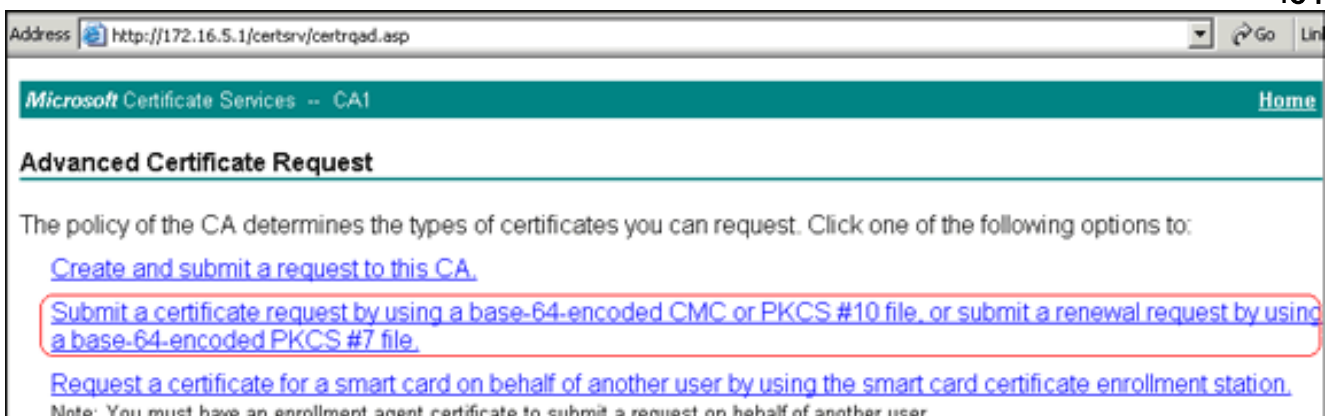 Address http://172.16.5.1/certsrv/certrqad.asp Go
Microsoft Certificate Services -- CA1 Home
Advanced Certificate Request
The policy of the CA determines the types of certificates you can request. Click one of the following options to:
Create and submit a request to this CA.
Submit a certificate request by using a base-64-encoded CMC or PKCS #10 file, or submit a renewal request by using
a base-64-encoded PKCS #7 file.
Request a certificate for a smart card on behalf of another user by using the smart card certificate enrollment station.
Note: You must have an enrollment agent certificate to submit a request on behalf of another user